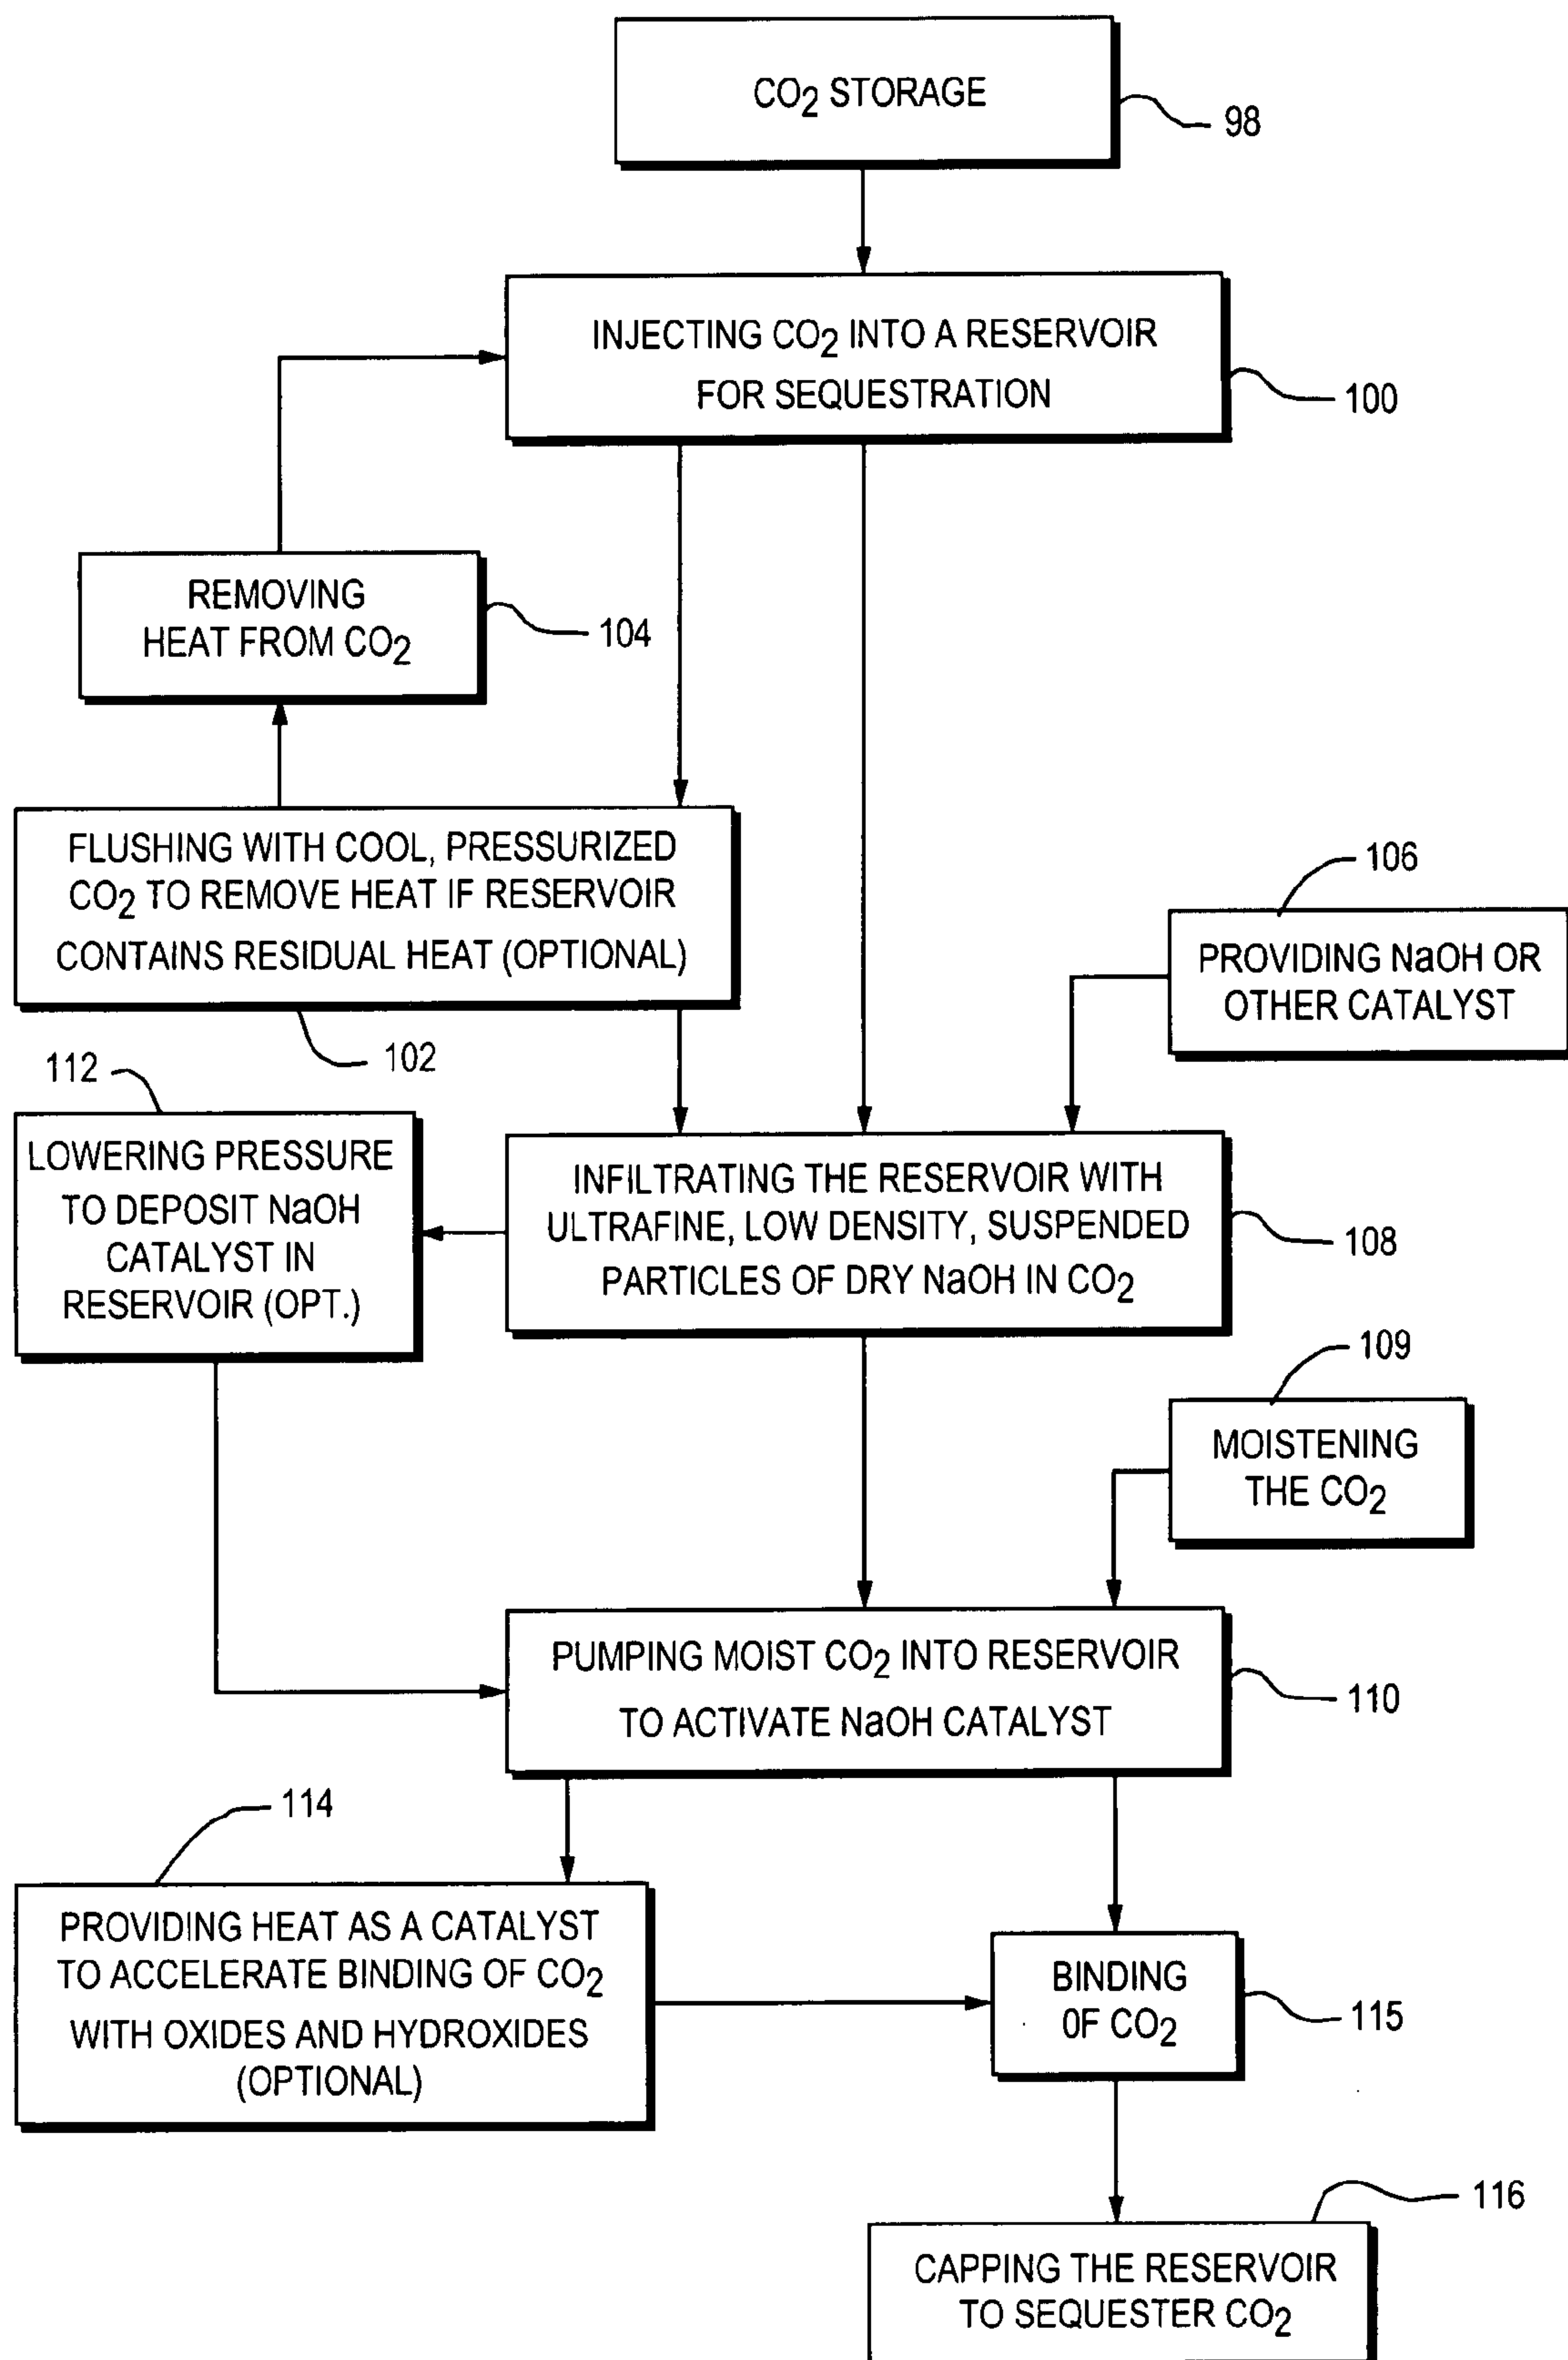 CO2 STORAGE
98
INJECTING CO2 INTO A RESERVOIR
FOR SEQUESTRATION
100
REMOVING
HEAT FROM CO2
104
FLUSHING WITH COOL, PRESSURIZED
CO2 TO REMOVE HEAT IF RESERVOIR
CONTAINS RESIDUAL HEAT (OPTIONAL)
102
106
PROVIDING NaOH OR
OTHER CATALYST
112
LOWERING PRESSURE
TO DEPOSIT NaOH
CATALYST IN
RESERVOIR (OPT.)
INFILTRATING THE RESERVOIR WITH
ULTRAFINE, LOW DENSITY, SUSPENDED
PARTICLES OF DRY NaOH IN CO2
108
109
MOISTENING
THE CO2
PUMPING MOIST CO2 INTO RESERVOIR
TO ACTIVATE NaOH CATALYST
110
114
PROVIDING HEAT AS A CATALYST
TO ACCELERATE BINDING OF CO2
WITH OXIDES AND HYDROXIDES
(OPTIONAL)
BINDING
OF CO2
115
116
CAPPING THE RESERVOIR
TO SEQUESTER CO2